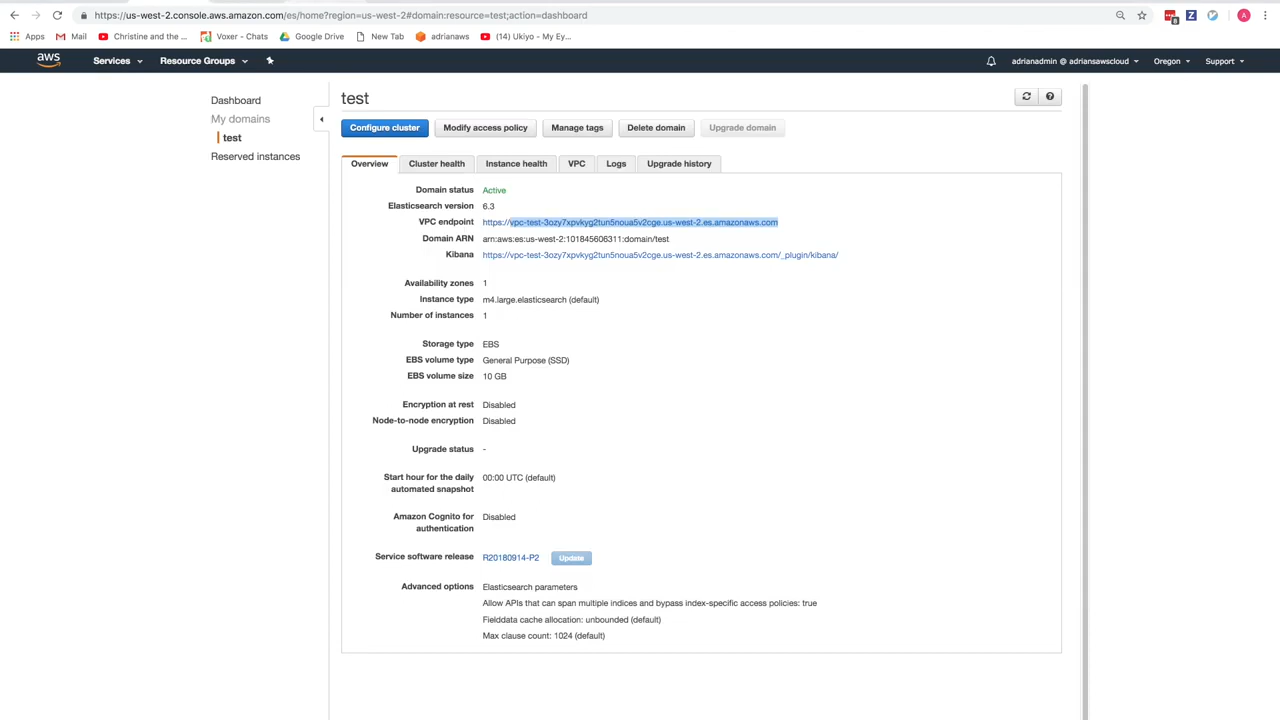 https://us-west-2.console.aws.amazon.com/es/home?region=us-west-2#domain:resource=test;action=dashboard
Apps Mail Christine and the ... Voxer - Chats Google Drive New Tab adrianaws (14) Ukiyo - My Ey...
aws Services Resource Groups adrianadmin @ adriansawscloud Oregon Support
Dashboard
My domains
test
Reserved instances
test
Configure cluster Modify access policy Manage tags Delete domain Upgrade domain
Overview Cluster health Instance health VPC Logs Upgrade history
Domain status Active
Elasticsearch version 6.3
VPC endpoint https://vpc-test-3ozy7xpvkyg2tun5noua5v2cge.us-west-2.es.amazonaws.com
Domain ARN arn:aws:es:us-west-2:101845606311:domain/test
Kibana https://vpc-test-3ozy7xpvkyg2tun5noua5v2cge.us-west-2.es.amazonaws.com/_plugin/kibana/
Availability zones 1
Instance type m4.large.elasticsearch (default)
Number of instances 1
Storage type EBS
EBS volume type General Purpose (SSD)
EBS volume size 10 GB
Encryption at rest Disabled
Node-to-node encryption Disabled
Upgrade status -
Start hour for the daily automated snapshot 00:00 UTC (default)
Amazon Cognito for authentication Disabled
Service software release R20180914-P2 Update
Advanced options Elasticsearch parameters
Allow APIs that can span multiple indices and bypass index-specific access policies: true
Fielddata cache allocation: unbounded (default)
Max clause count: 1024 (default)